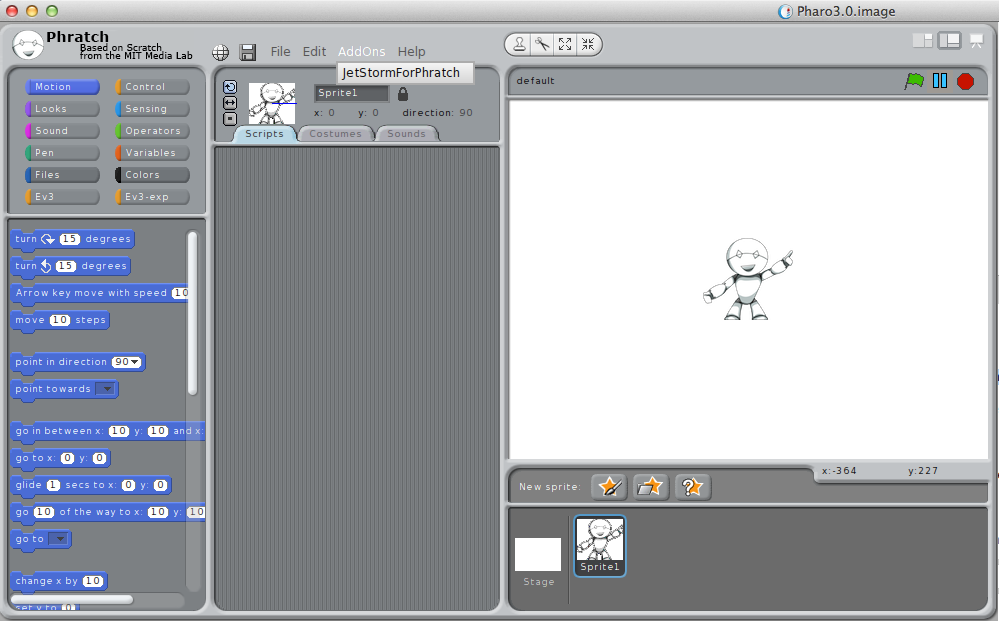 Pharo3.0.image
Phratch
Based on Scratch
from the MIT Media Lab
File Edit AddOns Help
JetStormForPhratch
Motion Control
Looks Sensing
Sound Operators
Pen Variables
Files Colors
Ev3 Ev3-exp
Sprite1
x: 0 y: 0 direction: 90
Scripts Costumes Sounds
default
turn 15 degrees
turn 15 degrees
Arrow key move with speed 10
move 10 steps
point in direction 90
point towards
go in between x: 10 y: 10 and x:
go to x: 0 y: 0
glide 1 secs to x: 0 y: 0
go 10 of the way to x: 10 y: 10
go to
change x by 10
set y to 0
x:-364 y:227
New sprite:
Sprite1
Stage